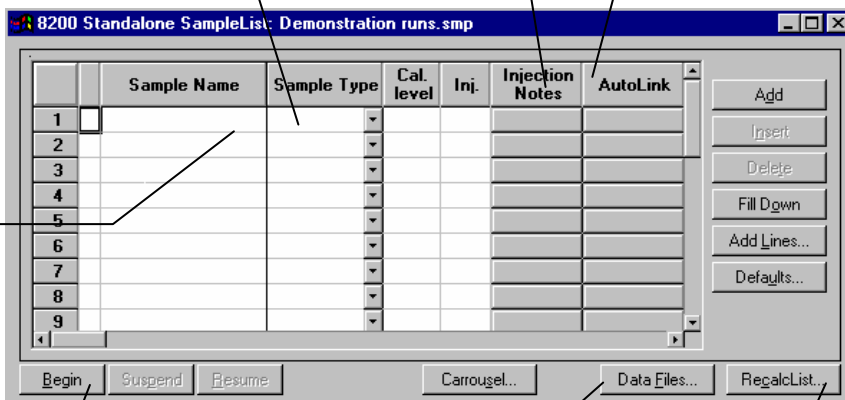 8200 Standalone SampleList: Demonstration runs.smp
Sample Name Sample Type Cal. level Inj. Injection Notes AutoLink
1
2
3
4
5
6
7
8
9
Add
Insert
Delete
Fill Down
Add Lines...
Defaults...
Begin Suspend Resume Carrousel... Data Files... RecalcList...